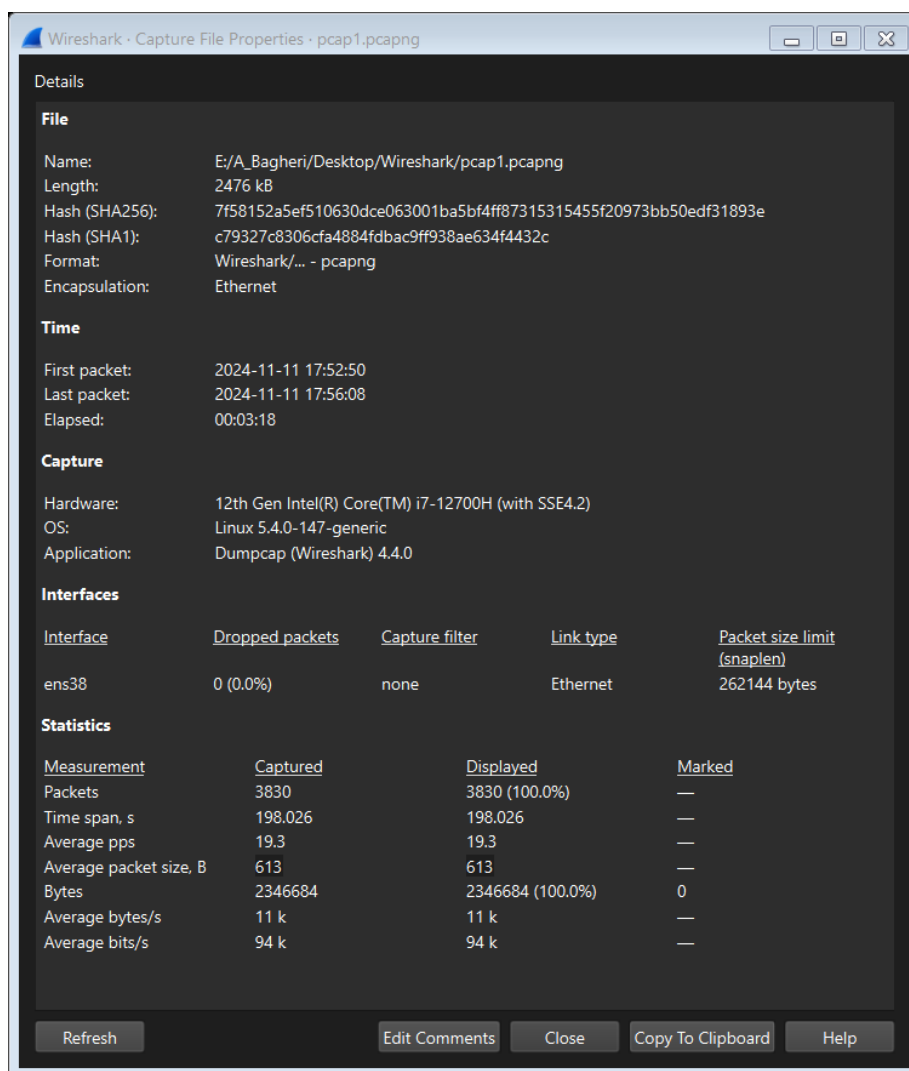 Wireshark · Capture File Properties · pcap1.pcapng
Details
File
Name: E:/A_Bagheri/Desktop/Wireshark/pcap1.pcapng
Length: 2476 kB
Hash (SHA256): 7f58152a5ef510630dce063001ba5bf4ff87315315455f20973bb50edf31893e
Hash (SHA1): c79327c8306cfa4884fdbac9ff938ae634f4432c
Format: Wireshark/... - pcapng
Encapsulation: Ethernet
Time
First packet: 2024-11-11 17:52:50
Last packet: 2024-11-11 17:56:08
Elapsed: 00:03:18
Capture
Hardware: 12th Gen Intel(R) Core(TM) i7-12700H (with SSE4.2)
OS: Linux 5.4.0-147-generic
Application: Dumpcap (Wireshark) 4.4.0
Interfaces
Interface Dropped packets Capture filter Link type Packet size limit
(snaplen)
ens38 0 (0.0%) none Ethernet 262144 bytes
Statistics
Measurement Captured Displayed Marked
Packets 3830 3830 (100.0%) —
Time span, s 198.026 198.026 —
Average pps 19.3 19.3 —
Average packet size, B 613 613 —
Bytes 2346684 2346684 (100.0%) 0
Average bytes/s 11 k 11 k —
Average bits/s 94 k 94 k —
Refresh Edit Comments Close Copy To Clipboard Help